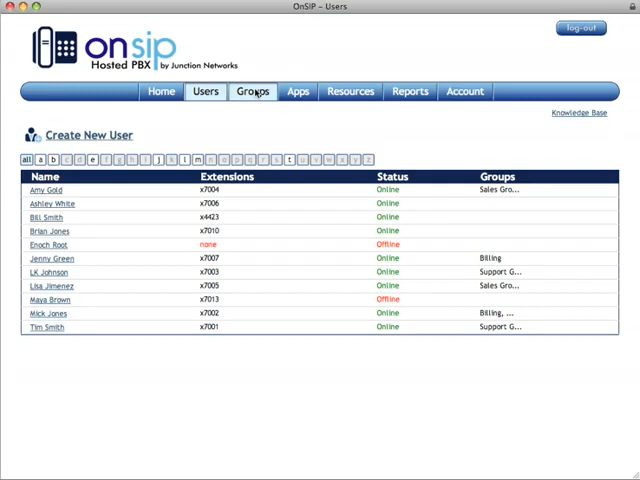 OnSIP – Users
log-out
onsip
Hosted PBX by Junction Networks
Home Users Groups Apps Resources Reports Account
Knowledge Base
Create New User
all a b c d e f g h i j k l m n o p q r s t u v w x y z
Name Extensions Status Groups
Amy Gold x7004 Online Sales Gro...
Ashley White x7006 Online
Bill Smith x4423 Online
Brian Jones x7010 Online
Enoch Root none Offline
Jenny Green x7007 Online Billing
LK Johnson x7003 Online Support G...
Lisa Jimenez x7005 Online Sales Gro...
Maya Brown x7013 Offline
Mick Jones x7002 Online Billing, ...
Tim Smith x7001 Online Support G...